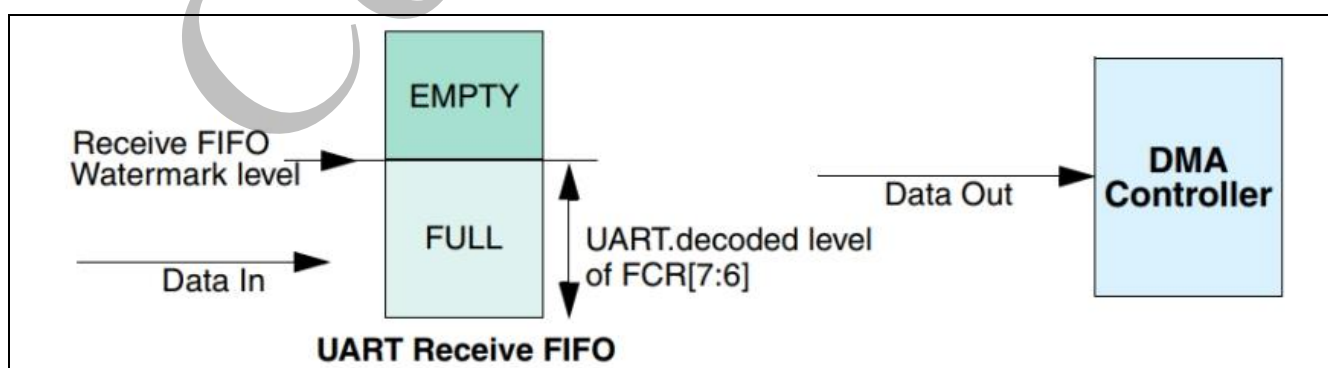 EMPTY
Receive FIFO
Watermark level
FULL
Data In
UART.decoded level
of FCR[7:6]
UART Receive FIFO
Data Out
DMA
Controller